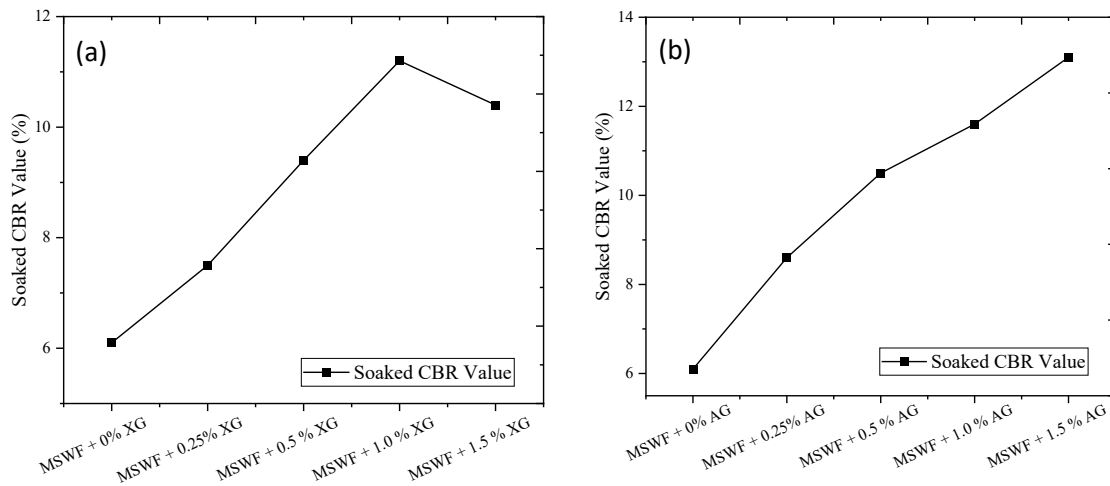 (a)
12
10
8
6
Soaked CBR Value (%)
Soaked CBR Value
MSWF + 0% XG
MSWF + 0.25% XG
MSWF + 0.5 % XG
MSWF + 1.0 % XG
MSWF + 1.5 % XG
(b)
14
12
10
8
6
Soaked CBR Value (%)
Soaked CBR Value
MSWF + 0% AG
MSWF + 0.25% AG
MSWF + 0.5 % AG
MSWF + 1.0 % AG
MSWF + 1.5 % AG